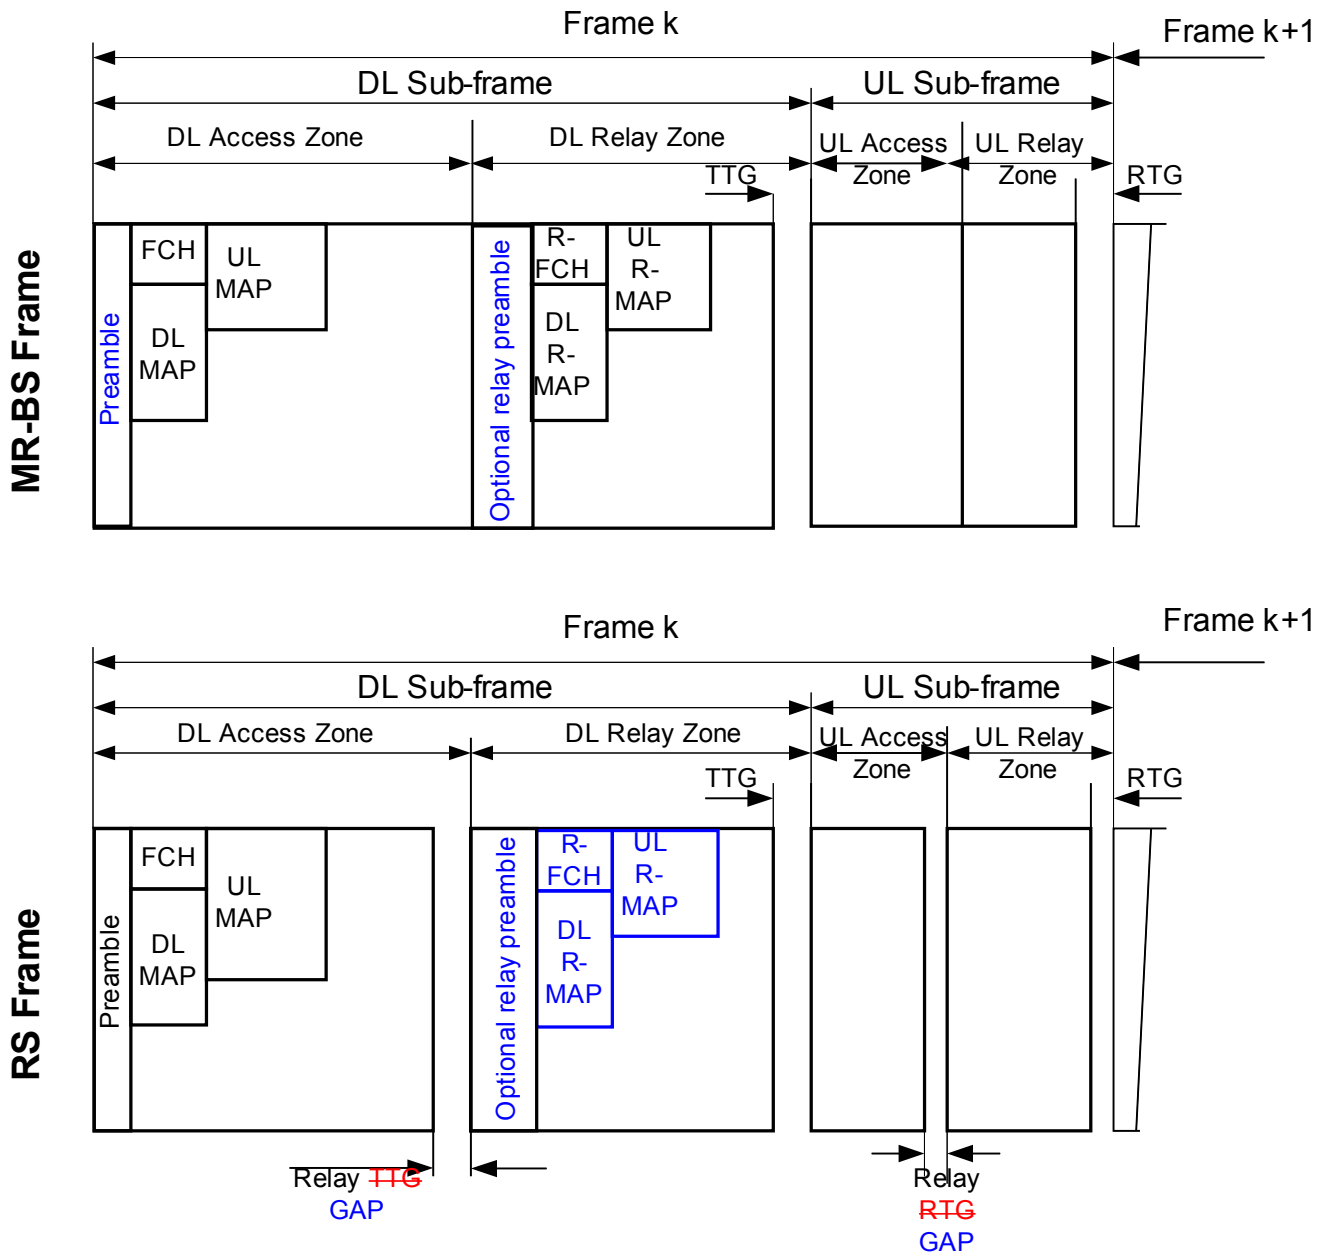 Frame k
Frame k+1
DL Sub-frame
UL Sub-frame
DL Access Zone
DL Relay Zone
UL Access
Zone
UL Relay
Zone
TTG
RTG
MR-BS Frame
Preamble
FCH
DL
MAP
UL
MAP
Optional relay preamble
R-
FCH
DL
R-
MAP
UL
R-
MAP
Frame k
Frame k+1
DL Sub-frame
UL Sub-frame
DL Access Zone
DL Relay Zone
UL Access
Zone
UL Relay
Zone
TTG
RTG
RS Frame
Preamble
FCH
DL
MAP
UL
MAP
Optional relay preamble
R-
FCH
DL
R-
MAP
UL
R-
MAP
Relay TTG
GAP
Relay
RTG
GAP